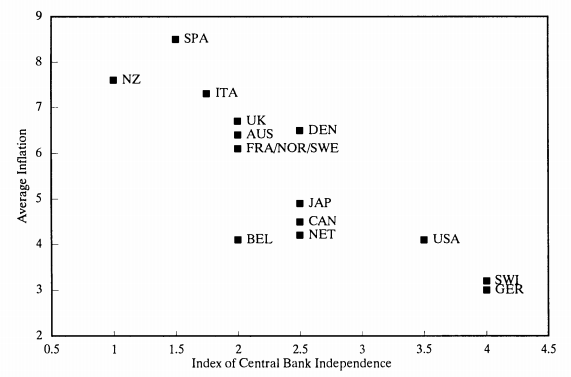 9
SPA
8
NZ
ITA
7
UK
DEN
AUS
FRA/NOR/SWE
6
Average Inflation
5
JAP
CAN
NET
BEL
USA
4
SWI
GER
3
2
0.5 1 1.5 2 2.5 3 3.5 4 4.5
Index of Central Bank Independence